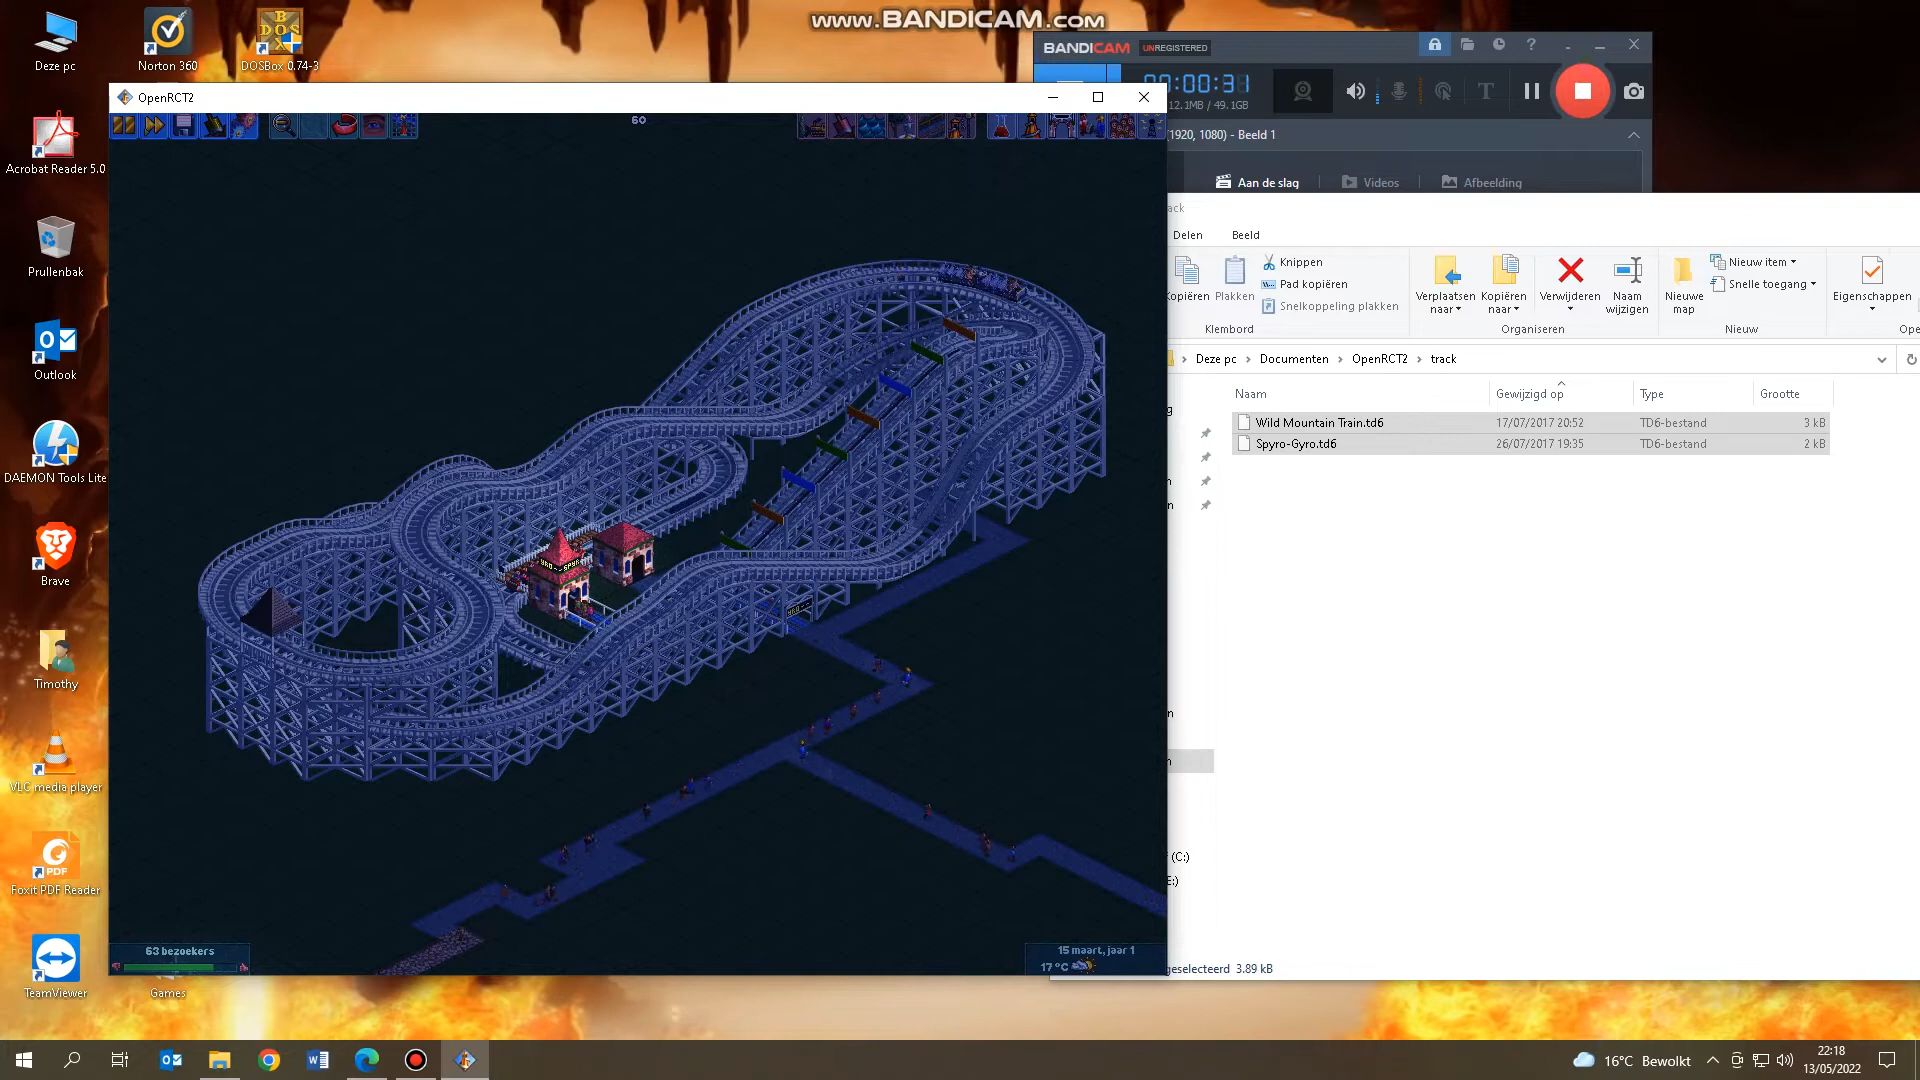 www.BANDICAM.com
Deze pc
Norton 360
DOSBox 0.74-3
Acrobat Reader 5.0
Prullenbak
Outlook
DAEMON Tools Lite
Brave
Timothy
VLC media player
Foxit PDF Reader
TeamViewer
Games
BANDICAM UNREGISTERED
00:00:31
12.1MB / 49.1GB
(1920, 1080) - Beeld 1
Aan de slag
Videos
Afbeelding
OpenRCT2
60
63 bezoekers
15 maart, jaar 1
17°C
ack
Delen
Beeld
Kopiëren
Plakken
Knippen
Pad kopiëren
Snelkoppeling plakken
Klembord
Verplaatsen naar
Kopiëren naar
Verwijderen
Naam wijzigen
Organiseren
Nieuwe map
Nieuw item
Snelle toegang
Nieuw
Eigenschappen
Ope
Deze pc > Documenten > OpenRCT2 > track
Naam Gewijzigd op Type Grootte
Wild Mountain Train.td6 17/07/2017 20:52 TD6-bestand 3 kB
Spyro-Gyro.td6 26/07/2017 19:35 TD6-bestand 2 kB
(C:)
E:)
geselecteerd 3.89 kB
16°C Bewolkt
22:18
13/05/2022